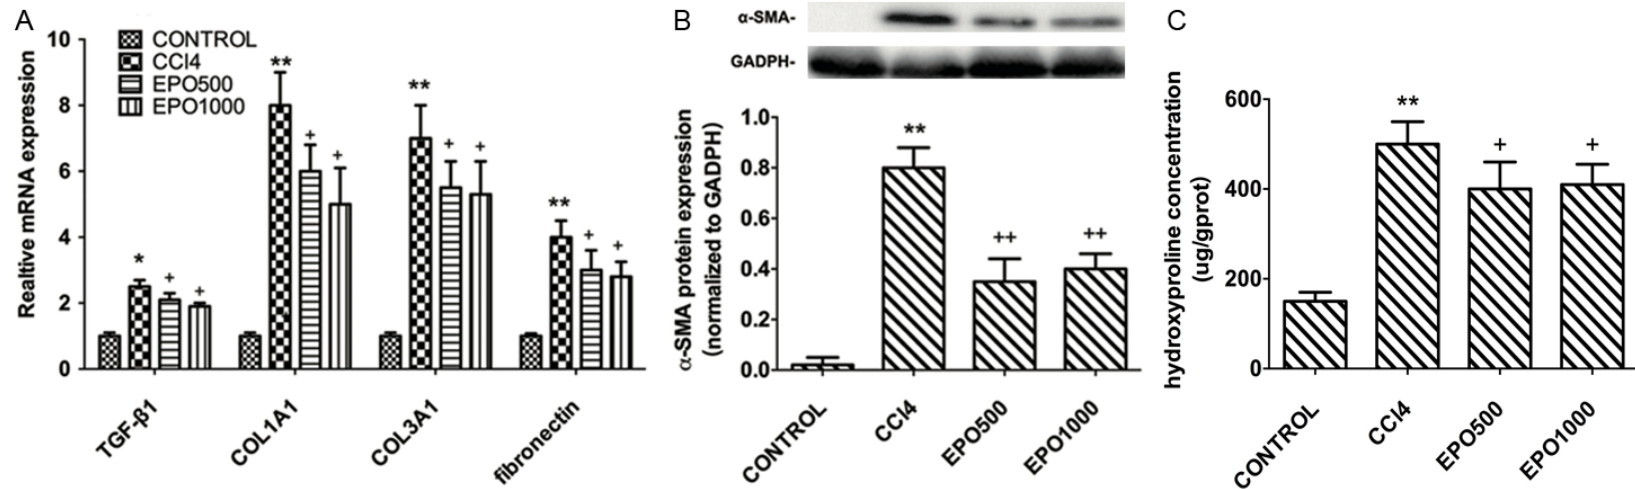 A
Realtive mRNA expression
10
8
6
4
2
0
CONTROL
CCl4
EPO500
EPO1000
*
+
+
**
+
+
**
+
+
**
+
+
TGF-β1
COL1A1
COL3A1
fibronectin
B
α-SMA-
GADPH-
α-SMA protein expression
(normalized to GADPH)
1.0
0.8
0.6
0.4
0.2
0.0
**
++
++
CONTROL
CCl4
EPO500
EPO1000
C
hydroxyproline concentration
(ug/gprot)
600
400
200
0
**
+
+
CONTROL
CCl4
EPO500
EPO1000